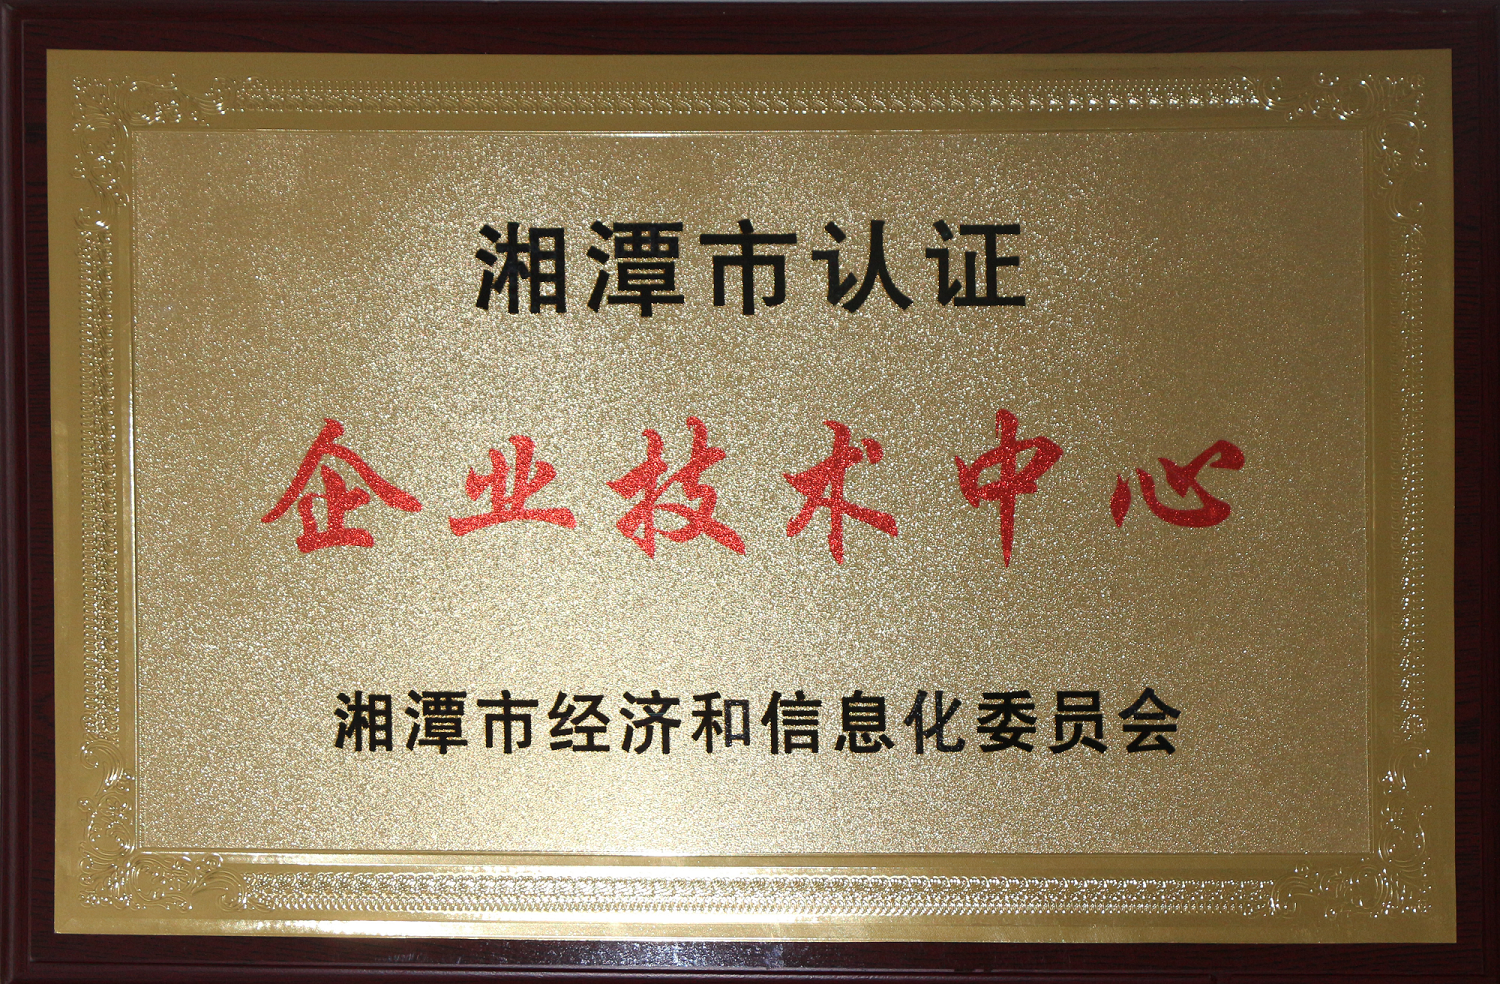 湘潭市认证
企业技术中心
湘潭市经济和信息化委员会